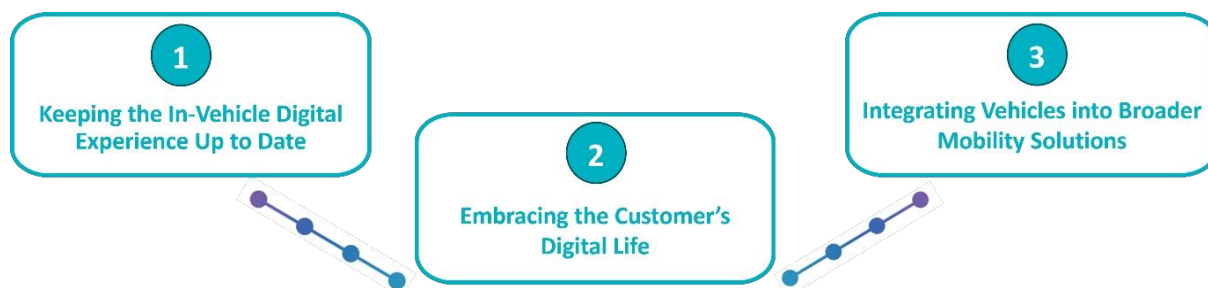 1
Keeping the In-Vehicle Digital
Experience Up to Date
2
Embracing the Customer’s
Digital Life
3
Integrating Vehicles into Broader
Mobility Solutions